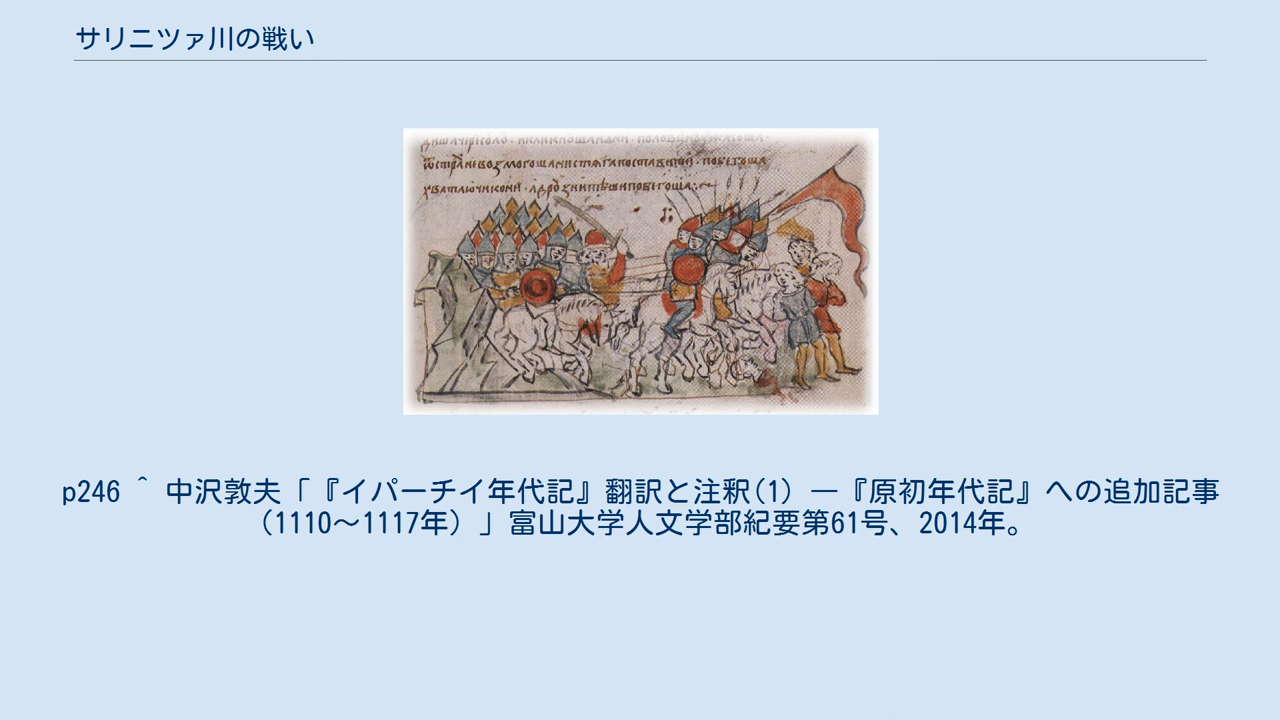 サリニツァ川の戦い
p246 ^ 中沢敦夫「『イパーチイ年代記』翻訳と注釈(1) ―『原初年代記』への追加記事
（1110～1117年）」富山大学人文学部紀要第61号、2014年。